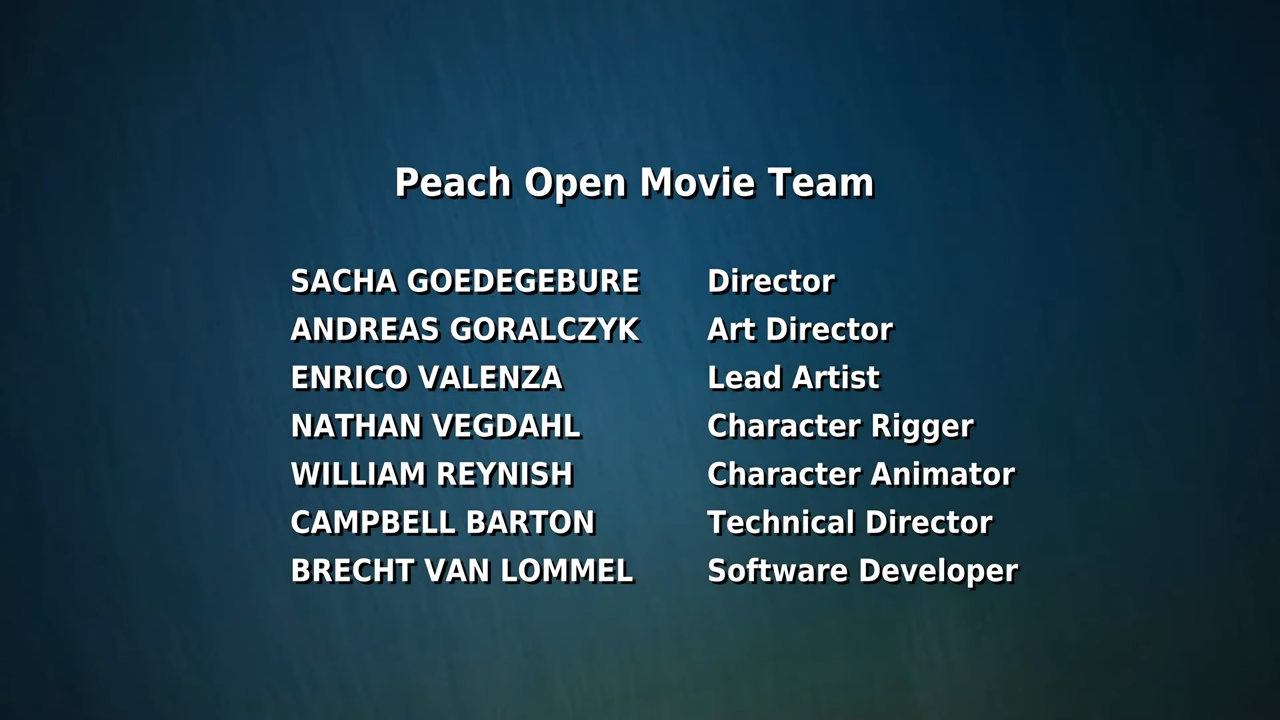 Peach Open Movie Team
SACHA GOEDEGEBURE Director
ANDREAS GORALCZYK Art Director
ENRICO VALENZA Lead Artist
NATHAN VEGDAHL Character Rigger
WILLIAM REYNISH Character Animator
CAMPBELL BARTON Technical Director
BRECHT VAN LOMMEL Software Developer